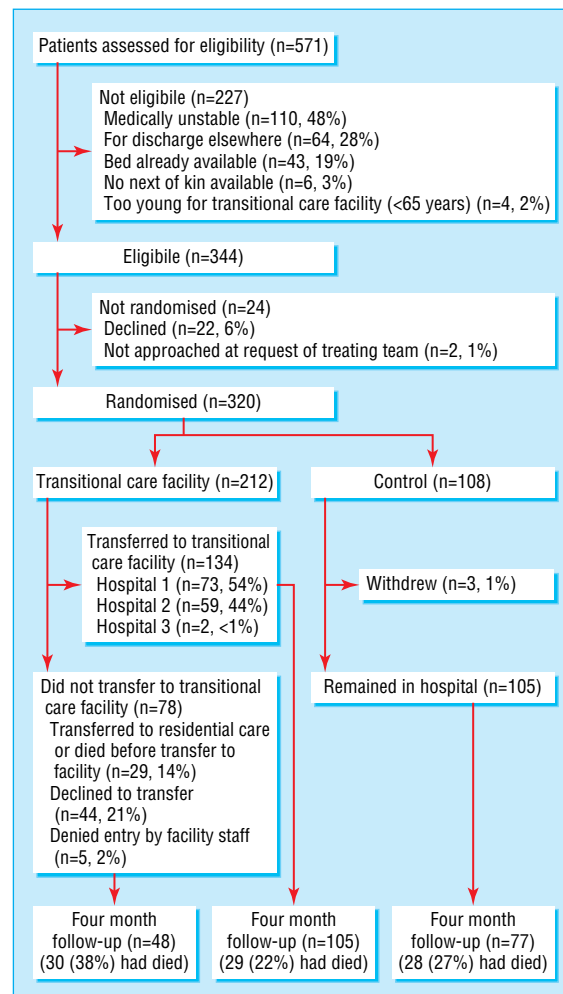 Patients assessed for eligibility (n=571)
Not eligible (n=227)
Medically unstable (n=110, 48%)
For discharge elsewhere (n=64, 28%)
Bed already available (n=43, 19%)
No next of kin available (n=6, 3%)
Too young for transitional care facility (<65 years) (n=4, 2%)
Eligibile (n=344)
Not randomised (n=24)
Declined (n=22, 6%)
Not approached at request of treating team (n=2, 1%)
Randomised (n=320)
Transitional care facility (n=212)
Control (n=108)
Transferred to transitional
care facility (n=134)
Hospital 1 (n=73, 54%)
Hospital 2 (n=59, 44%)
Hospital 3 (n=2, <1%)
Withdrew (n=3, 1%)
Did not transfer to transitional
care facility (n=78)
Transferred to residential care
or died before transfer to
facility (n=29, 14%)
Declined to transfer
(n=44, 21%)
Denied entry by facility staff
(n=5, 2%)
Remained in hospital (n=105)
Four month
follow-up (n=48)
(30 (38%) had died)
Four month
follow-up (n=105)
29 (22%) had died)
Four month
follow-up (n=77)
(28 (27%) had died)